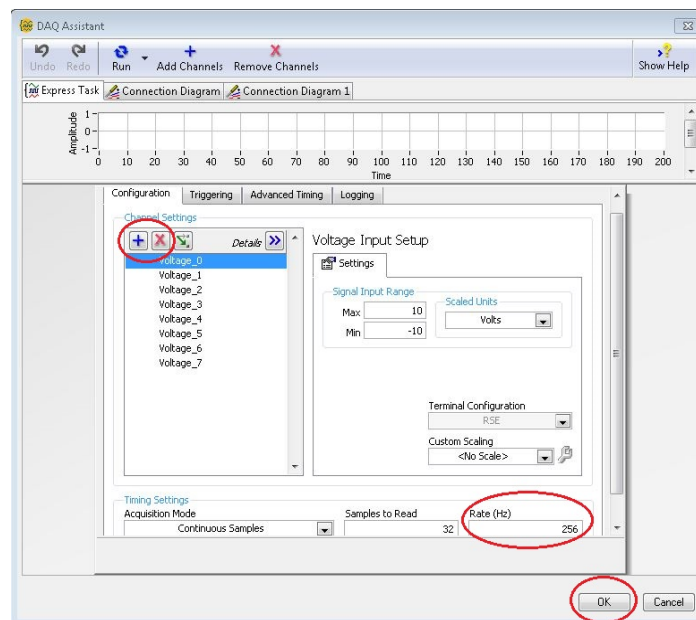 DAQ Assistant
Undo Redo Run Add Channels Remove Channels Show Help
Express Task Connection Diagram Connection Diagram 1
Amplitude
1
0
-1
0 10 20 30 40 50 60 70 80 90 100 110 120 130 140 150 160 170 180 190 200
Time
Configuration Triggering Advanced Timing Logging
Channel Settings
Details
Voltage_0
Voltage_1
Voltage_2
Voltage_3
Voltage_4
Voltage_5
Voltage_6
Voltage_7
Voltage Input Setup
Settings
Signal Input Range
Max 10
Min -10
Scaled Units
Volts
Terminal Configuration
RSE
Custom Scaling
<No Scale>
Timing Settings
Acquisition Mode Samples to Read Rate (Hz)
Continuous Samples 32 256
OK Cancel